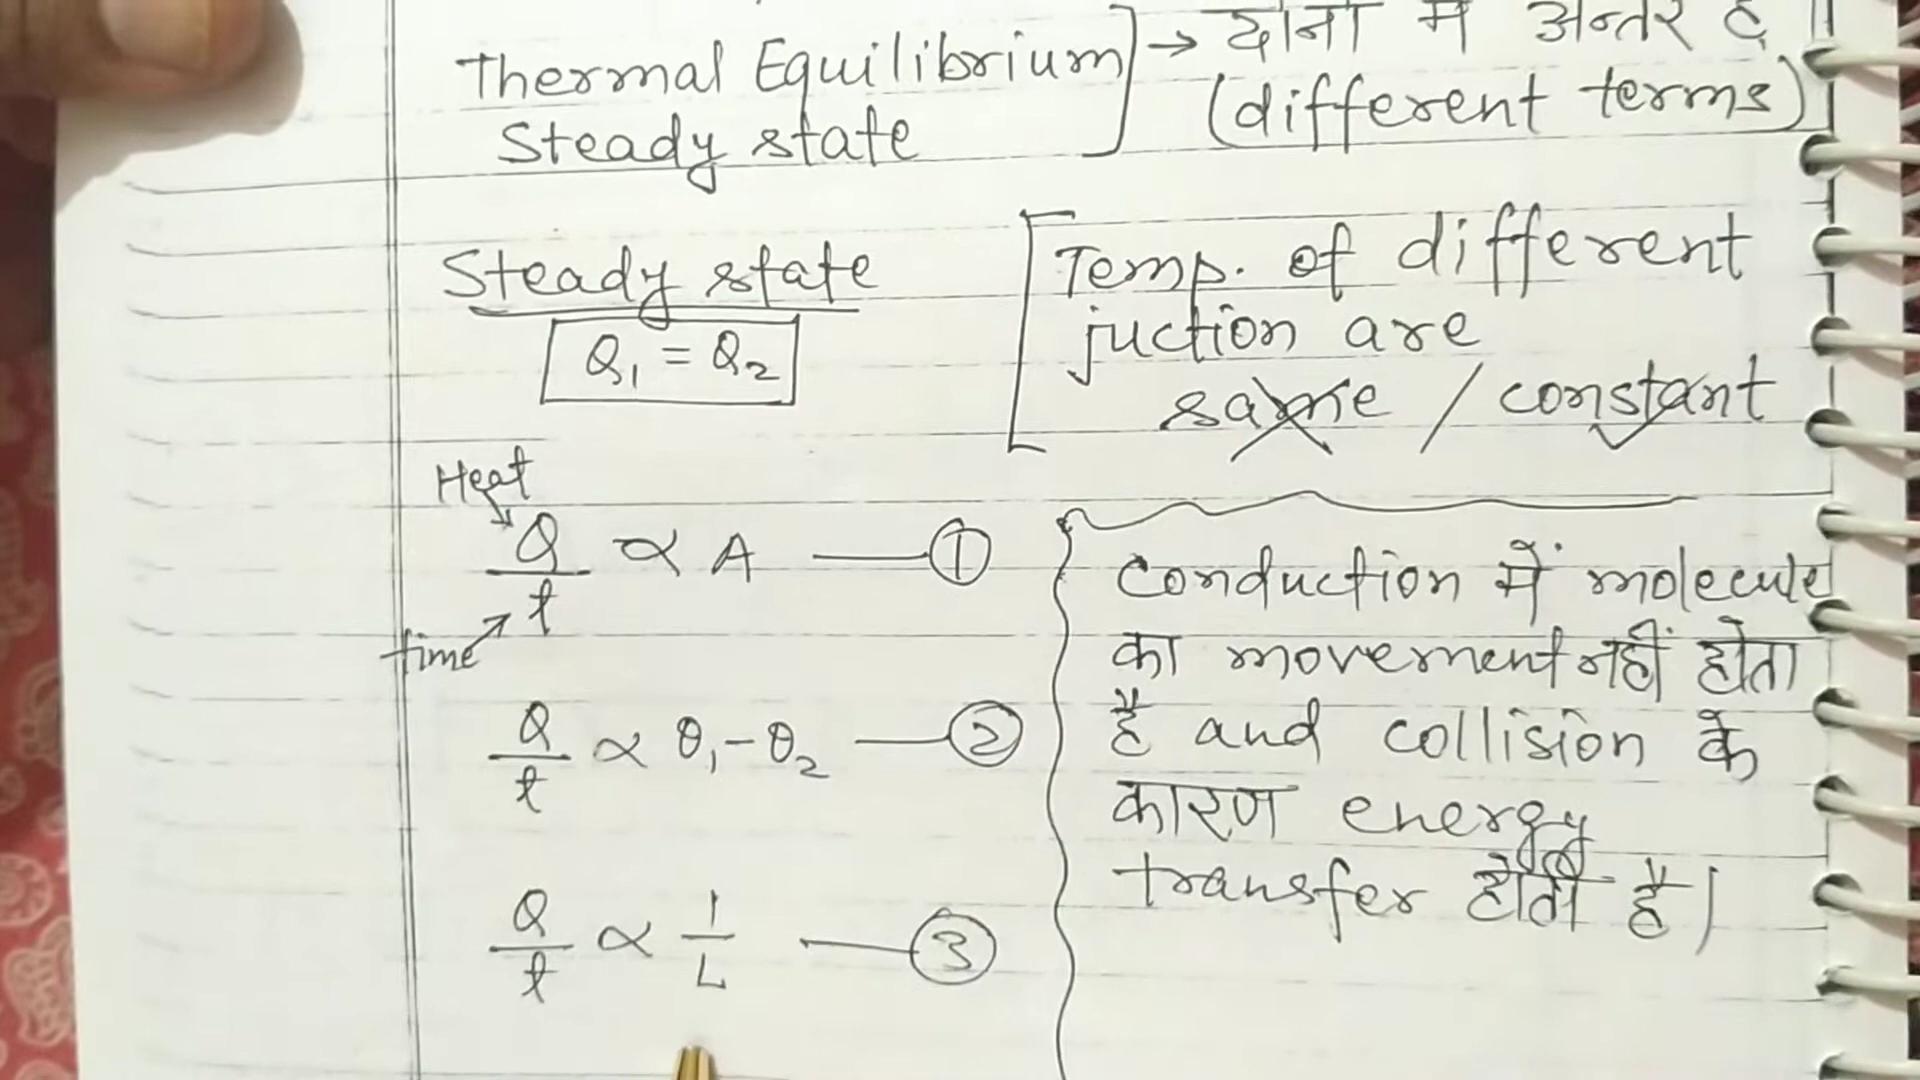 Thermal Equilibrium ] → दोनो में अन्तर है
Steady state (different terms)
Steady state
Q₁ = Q₂
[ Temp. of different
juction are
same / constant
Heat
Q/t ∝ A —— ①
time
Q/t ∝ θ₁-θ₂ —— ②
Q/t ∝ 1/L —— ③
Conduction में molecule
का movement नहीं होता
है and collision के
कारण energy
transfer होती है।